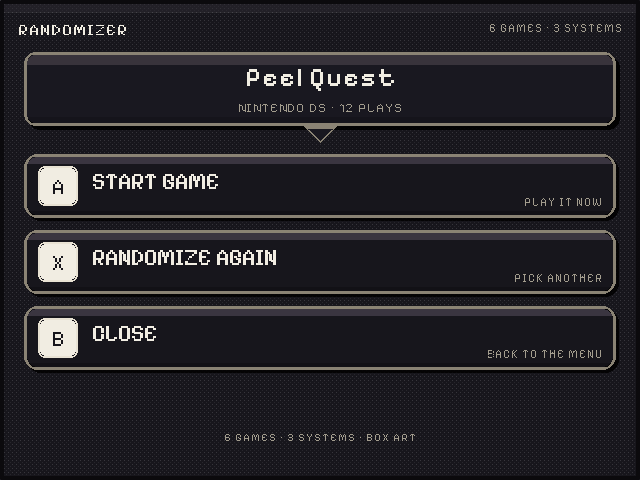 RANDOMIZER
6 GAMES · 3 SYSTEMS
Peel Quest
NINTENDO DS · 12 PLAYS
A
START GAME
PLAY IT NOW
X
RANDOMIZE AGAIN
PICK ANOTHER
B
CLOSE
BACK TO THE MENU
6 GAMES · 3 SYSTEMS · BOX ART